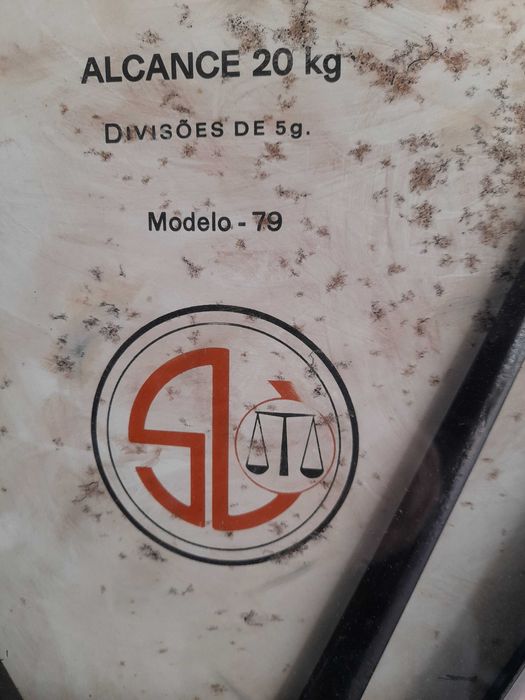 ALCANCE 20 kg
DIVISÕES DE 5g.
Modelo - 79